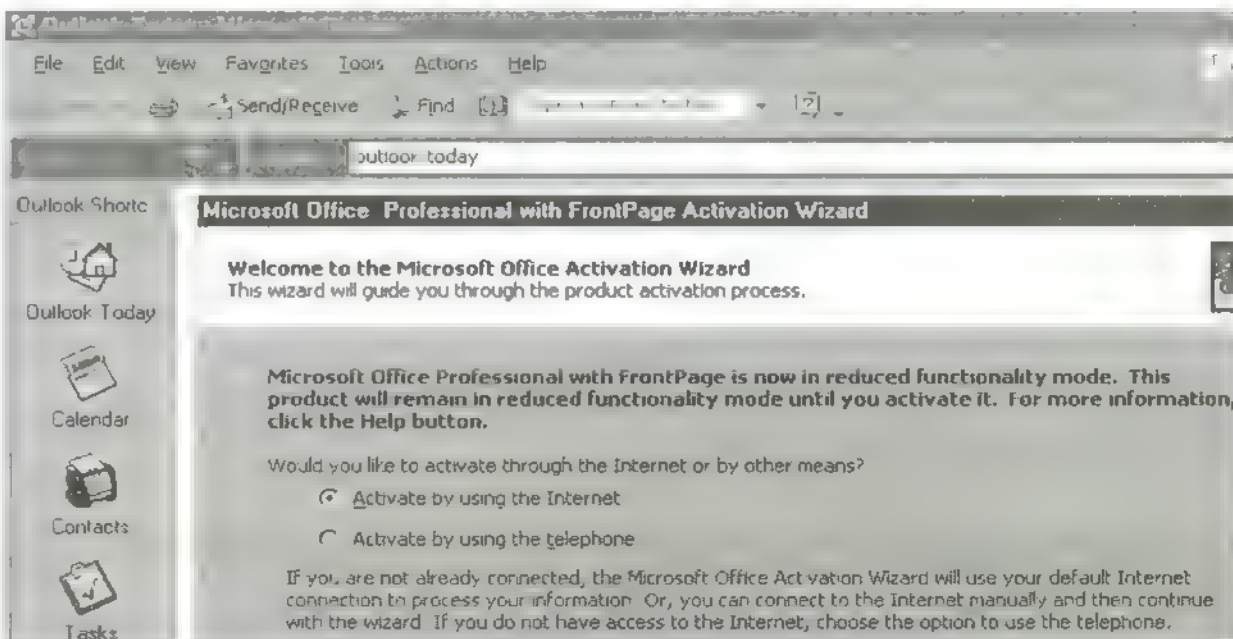 File Edit View Favorites Tools Actions Help
Send/Receive Find
outlook today
Outlook Shortc
Outlook Today
Calendar
Contacts
Tasks
Microsoft Office Professional with FrontPage Activation Wizard
Welcome to the Microsoft Office Activation Wizard
This wizard will guide you through the product activation process.
Microsoft Office Professional with FrontPage is now in reduced functionality mode. This
product will remain in reduced functionality mode until you activate it. For more information,
click the Help button.
Would you like to activate through the Internet or by other means?
Activate by using the Internet
Activate by using the telephone
If you are not already connected, the Microsoft Office Activation Wizard will use your default Internet
connection to process your information. Or, you can connect to the Internet manually and then continue
with the wizard. If you do not have access to the Internet, choose the option to use the telephone.